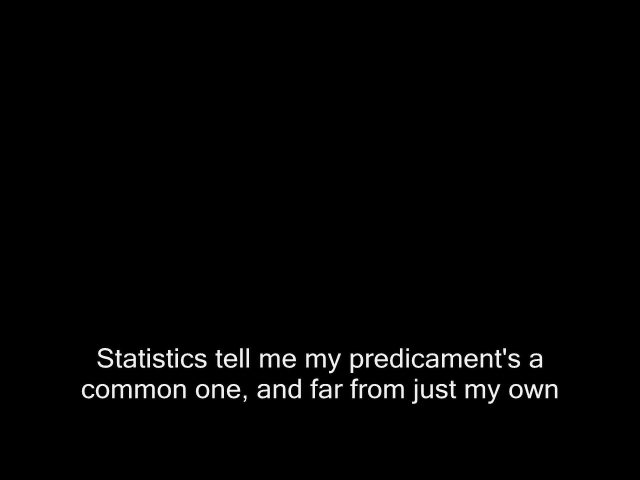 Statistics tell me my predicament's a
common one, and far from just my own